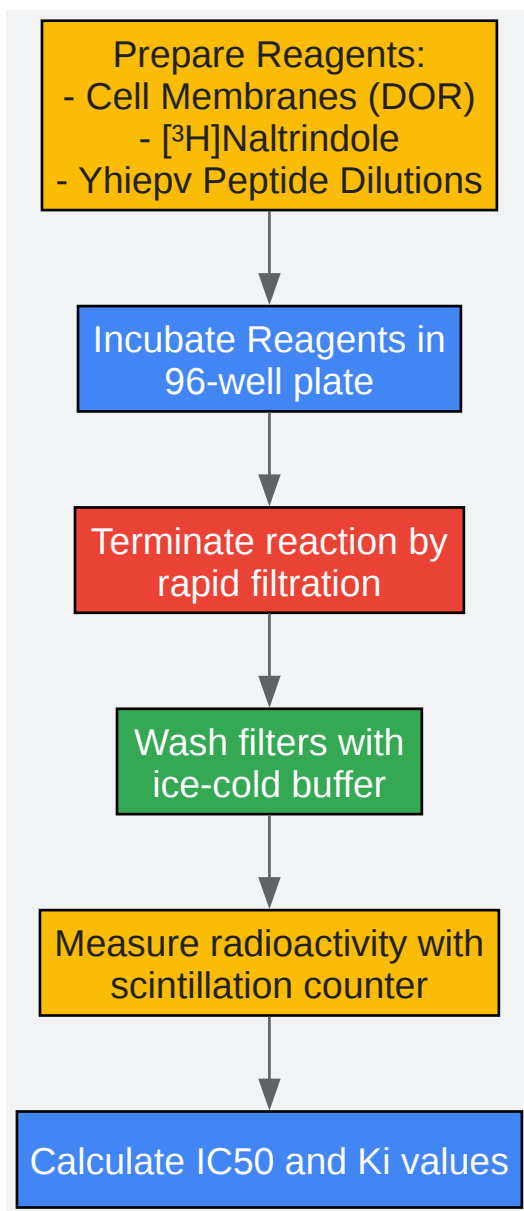 Prepare Reagents:
- Cell Membranes (DOR)
- [³H]Naltrindole
- Yhiepv Peptide Dilutions
Incubate Reagents in
96-well plate
Terminate reaction by
rapid filtration
Wash filters with
ice-cold buffer
Measure radioactivity with
scintillation counter
Calculate IC50 and Ki values